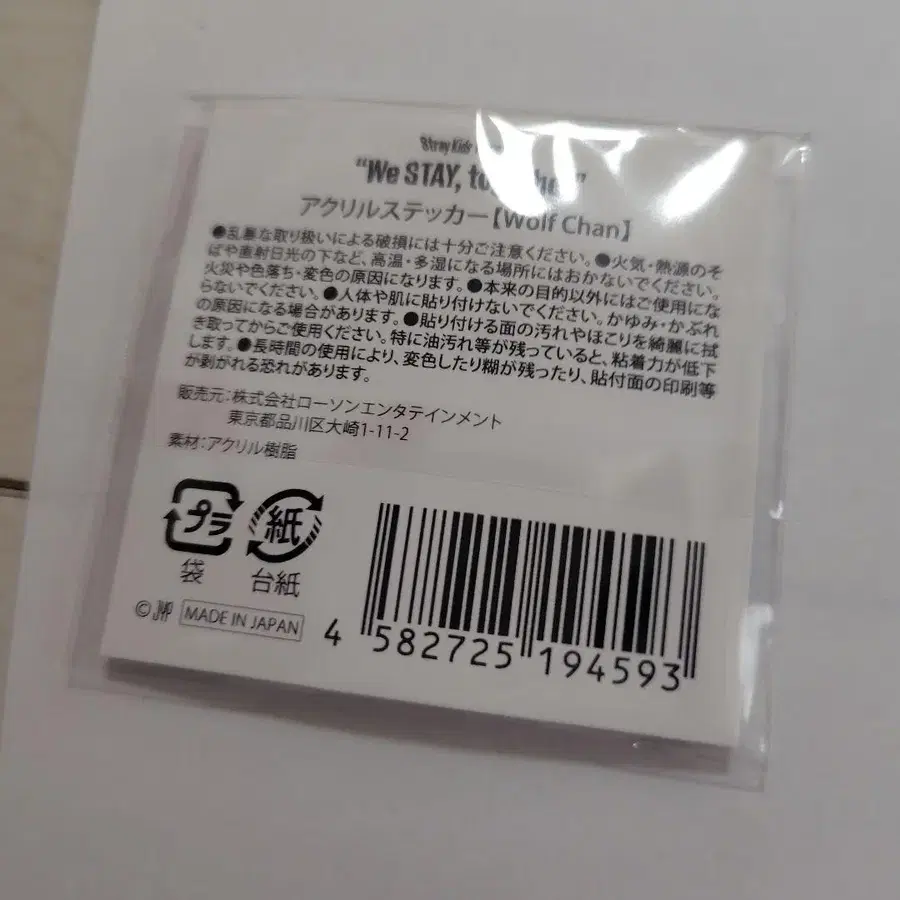 Stray Kids
"We STAY, together"
アクリルステッカー【Wolf Chan】
●乱暴な取り扱いによる破損には十分ご注意ください。●火気・熱源のそ
ばや直射日光の下など、高温・多湿になる場所にはおかないでください。
火災や色落ち・変色の原因になります。●本来の目的以外にはご使用にな
らないでください。●人体や肌に貼り付けないでください。かゆみ・かぶれ
の原因になる場合があります。●貼り付ける面の汚れやほこりを綺麗に拭
き取ってからご使用ください。特に油汚れ等が残っていると、粘着力が低下
します。●長時間の使用により、変色したり糊が残ったり、貼付面の印刷等
が剥がれる恐れがあります。
販売元:株式会社ローソンエンタテインメント
東京都品川区大崎1-11-2
素材:アクリル樹脂
プラ 紙
袋 台紙
© JYP MADE IN JAPAN
4 582725 194593